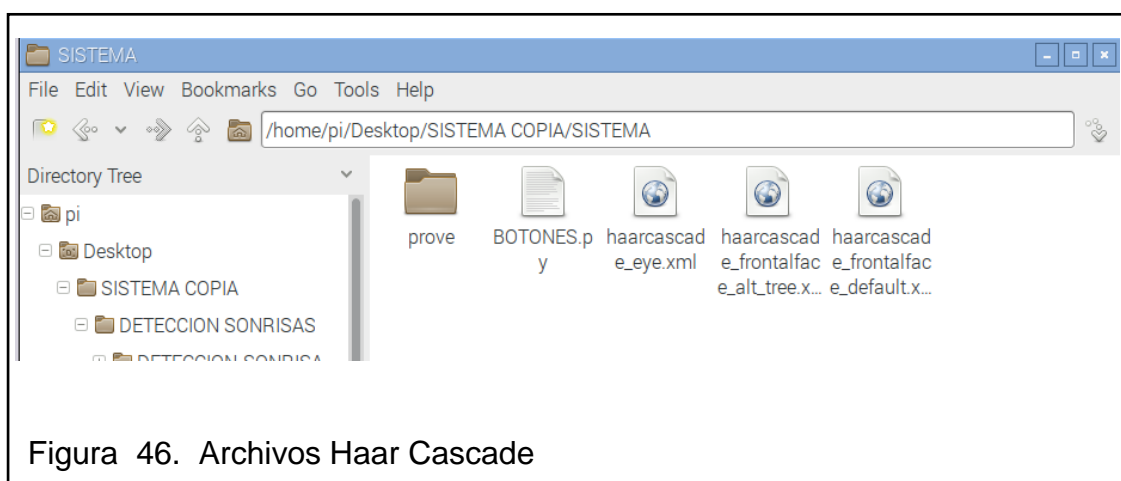 SISTEMA
File Edit View Bookmarks Go Tools Help
/home/pi/Desktop/SISTEMA COPIA/SISTEMA
Directory Tree
pi
Desktop
SISTEMA COPIA
DETECCION SONRISAS
DETECCION SONRISA
prove
BOTONES.p
y
haarcascad
e_eye.xml
haarcascad
e_frontalfac
e_alt_tree.x...
haarcascad
e_frontalfac
e_default.x...
Figura 46. Archivos Haar Cascade